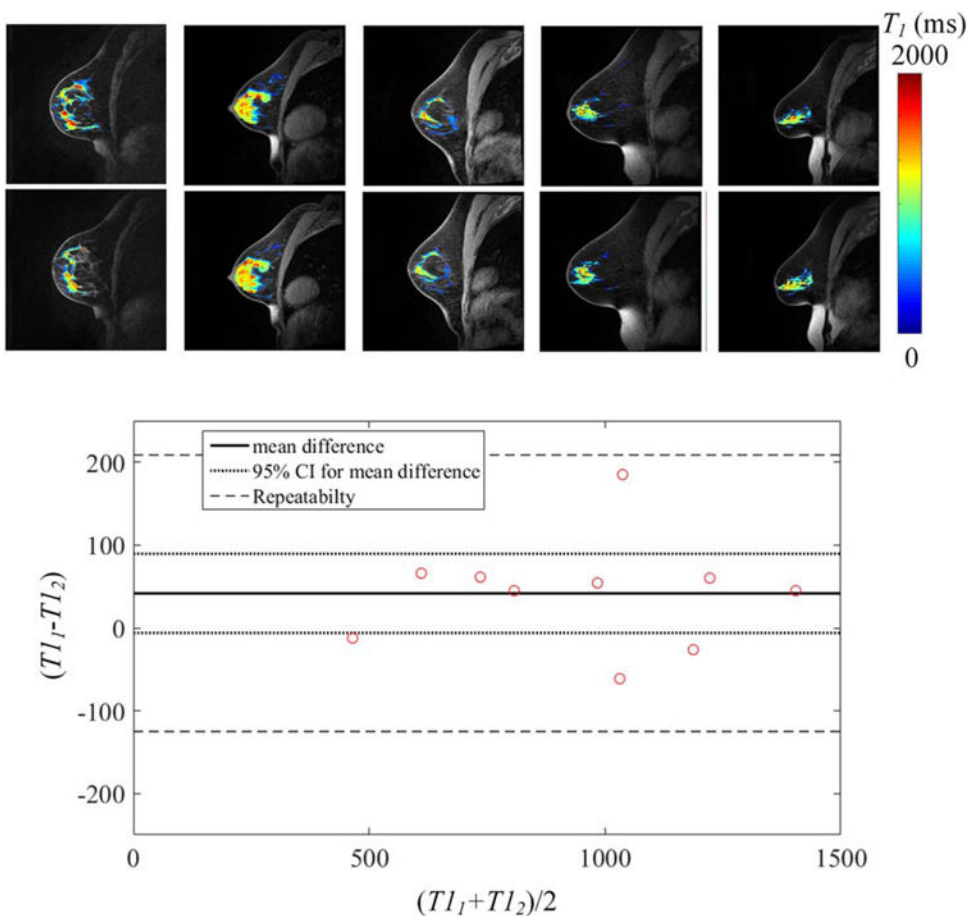 T1 (ms)
2000
0
mean difference
95% CI for mean difference
Repeatabilty
200
100
0
-100
-200
(T11-T12)
0
500
1000
1500
(T11+T12)/2